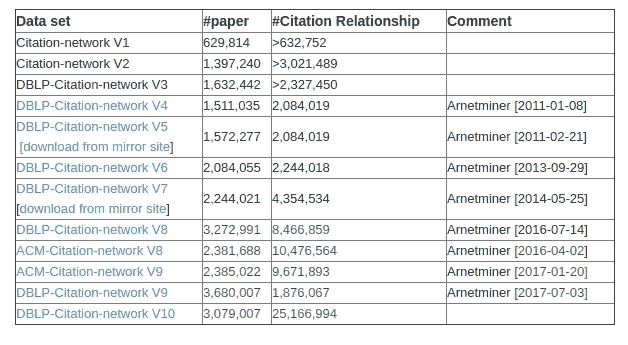 Data set #paper #Citation Relationship Comment
Citation-network V1 629,814 >632,752
Citation-network V2 1,397,240 >3,021,489
DBLP-Citation-network V3 1,632,442 >2,327,450
DBLP-Citation-network V4 1,511,035 2,084,019 Arnetminer [2011-01-08]
DBLP-Citation-network V5
[download from mirror site] 1,572,277 2,084,019 Arnetminer [2011-02-21]
DBLP-Citation-network V6 2,084,055 2,244,018 Arnetminer [2013-09-29]
DBLP-Citation-network V7
[download from mirror site] 2,244,021 4,354,534 Arnetminer [2014-05-25]
DBLP-Citation-network V8 3,272,991 8,466,859 Arnetminer [2016-07-14]
ACM-Citation-network V8 2,381,688 10,476,564 Arnetminer [2016-04-02]
ACM-Citation-network V9 2,385,022 9,671,893 Arnetminer [2017-01-20]
DBLP-Citation-network V9 3,680,007 1,876,067 Arnetminer [2017-07-03]
DBLP-Citation-network V10 3,079,007 25,166,994